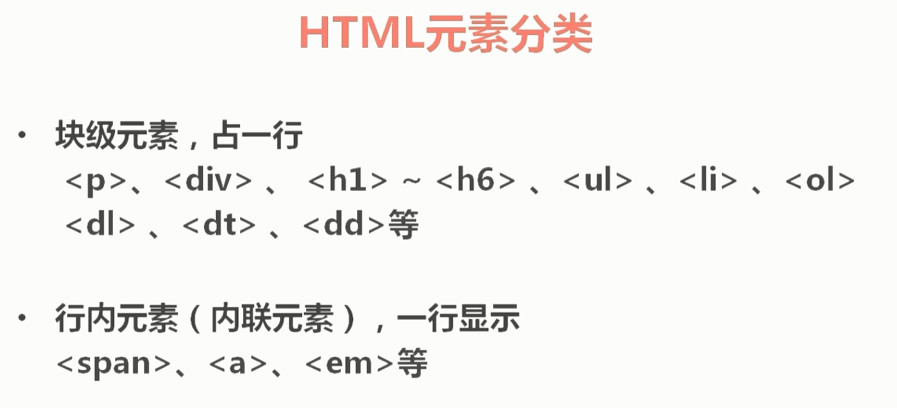 HTML元素分类
• 块级元素，占一行
<p>、<div> 、 <h1> ~ <h6> 、<ul> 、<li> 、<ol>
<dl> 、<dt> 、<dd>等
• 行内元素（内联元素），一行显示
<span>、<a>、<em>等